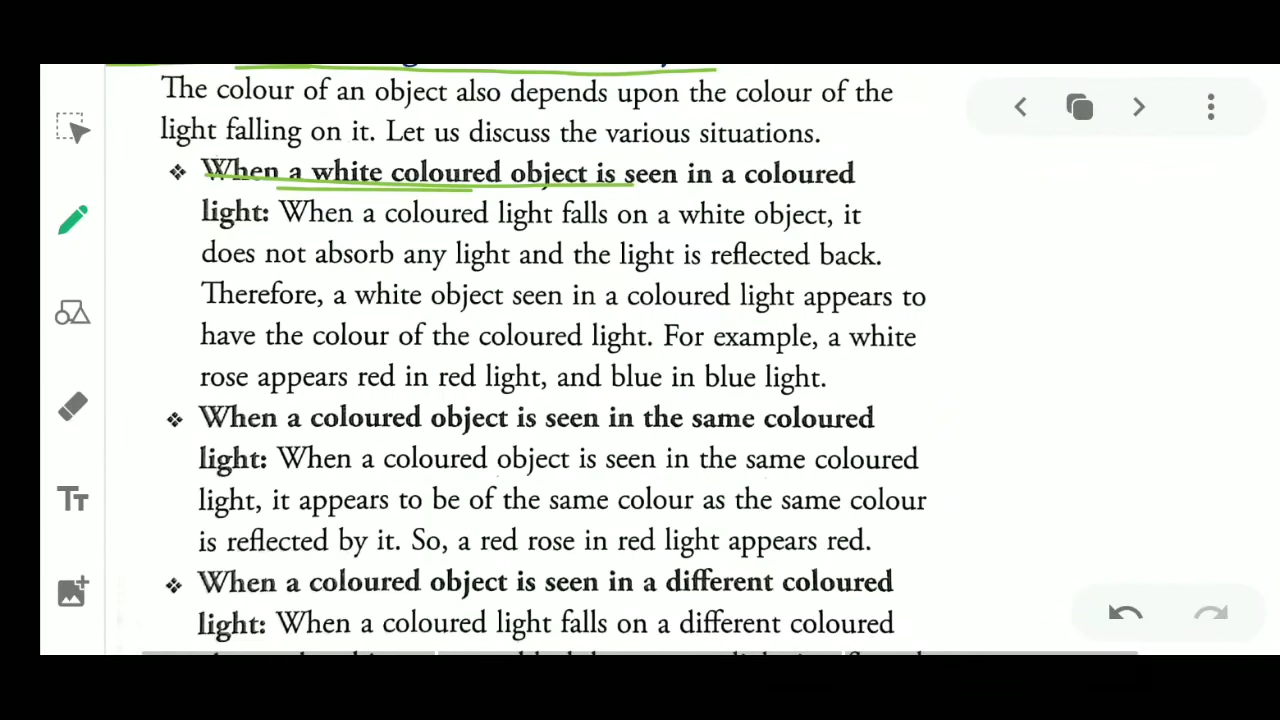 The colour of an object also depends upon the colour of the
light falling on it. Let us discuss the various situations.
❖ When a white coloured object is seen in a coloured
light: When a coloured light falls on a white object, it
does not absorb any light and the light is reflected back.
Therefore, a white object seen in a coloured light appears to
have the colour of the coloured light. For example, a white
rose appears red in red light, and blue in blue light.
❖ When a coloured object is seen in the same coloured
light: When a coloured object is seen in the same coloured
light, it appears to be of the same colour as the same colour
is reflected by it. So, a red rose in red light appears red.
❖ When a coloured object is seen in a different coloured
light: When a coloured light falls on a different coloured
TT